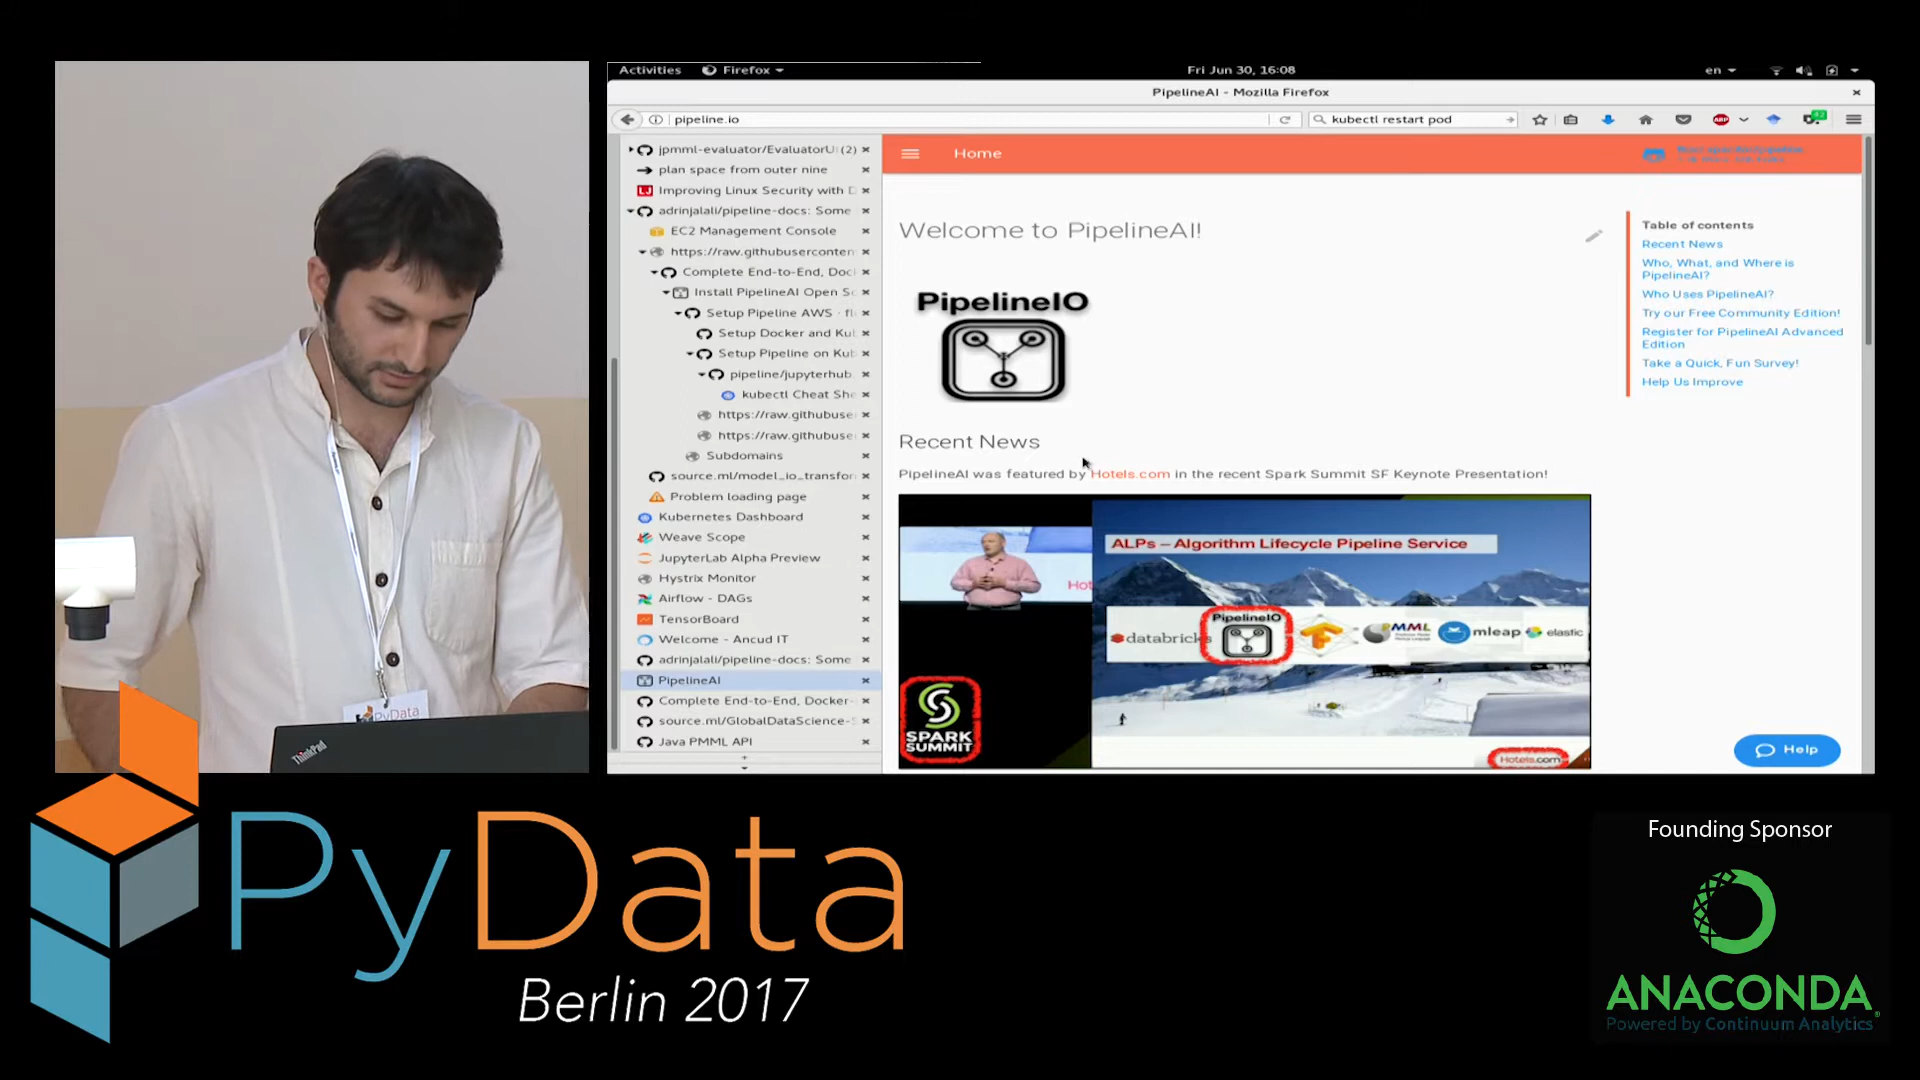 Activities
Firefox
Fri Jun 30, 16:08
en
PipelineAI - Mozilla Firefox
pipeline.io
kubectl restart pod
ABP
jpmml-evaluator/EvaluatorU (2)
plan space from outer nine
LJ Improving Linux Security with D
adrinjalali/pipeline-docs: Some
EC2 Management Console
https://raw.githubuserconten
Complete End-to-End, Doc
Install PipelineAI Open S
Setup Pipeline AWS · fl
Setup Docker and Kub
Setup Pipeline on Kub
pipeline/jupyterhub.
kubectl Cheat She
https://raw.githubuse
https://raw.githubuse
Subdomains
source.ml/model_io_transfor
Problem loading page
Kubernetes Dashboard
Weave Scope
JupyterLab Alpha Preview
Hystrix Monitor
Airflow - DAGs
TensorBoard
Welcome - Ancud IT
adrinjalali/pipeline-docs: Some
PipelineAI
Complete End-to-End, Docker-
source.ml/GlobalDataScience-
Java PMML API
Home
Welcome to PipelineAI!
PipelineIO
Recent News
PipelineAI was featured by Hotels.com in the recent Spark Summit SF Keynote Presentation!
ALPs – Algorithm Lifecycle Pipeline Service
Hot
databricks
PipelineIO
PMML
mleap
elastic
SPARK
SUMMIT
Hotels.com
Table of contents
Recent News
Who, What, and Where is
PipelineAI?
Who Uses PipelineAI?
Try our Free Community Edition!
Register for PipelineAI Advanced
Edition
Take a Quick, Fun Survey!
Help Us Improve
Help
PyData
ThinkPad
PyData
Berlin 2017
Founding Sponsor
ANACONDA
Powered by Continuum Analytics